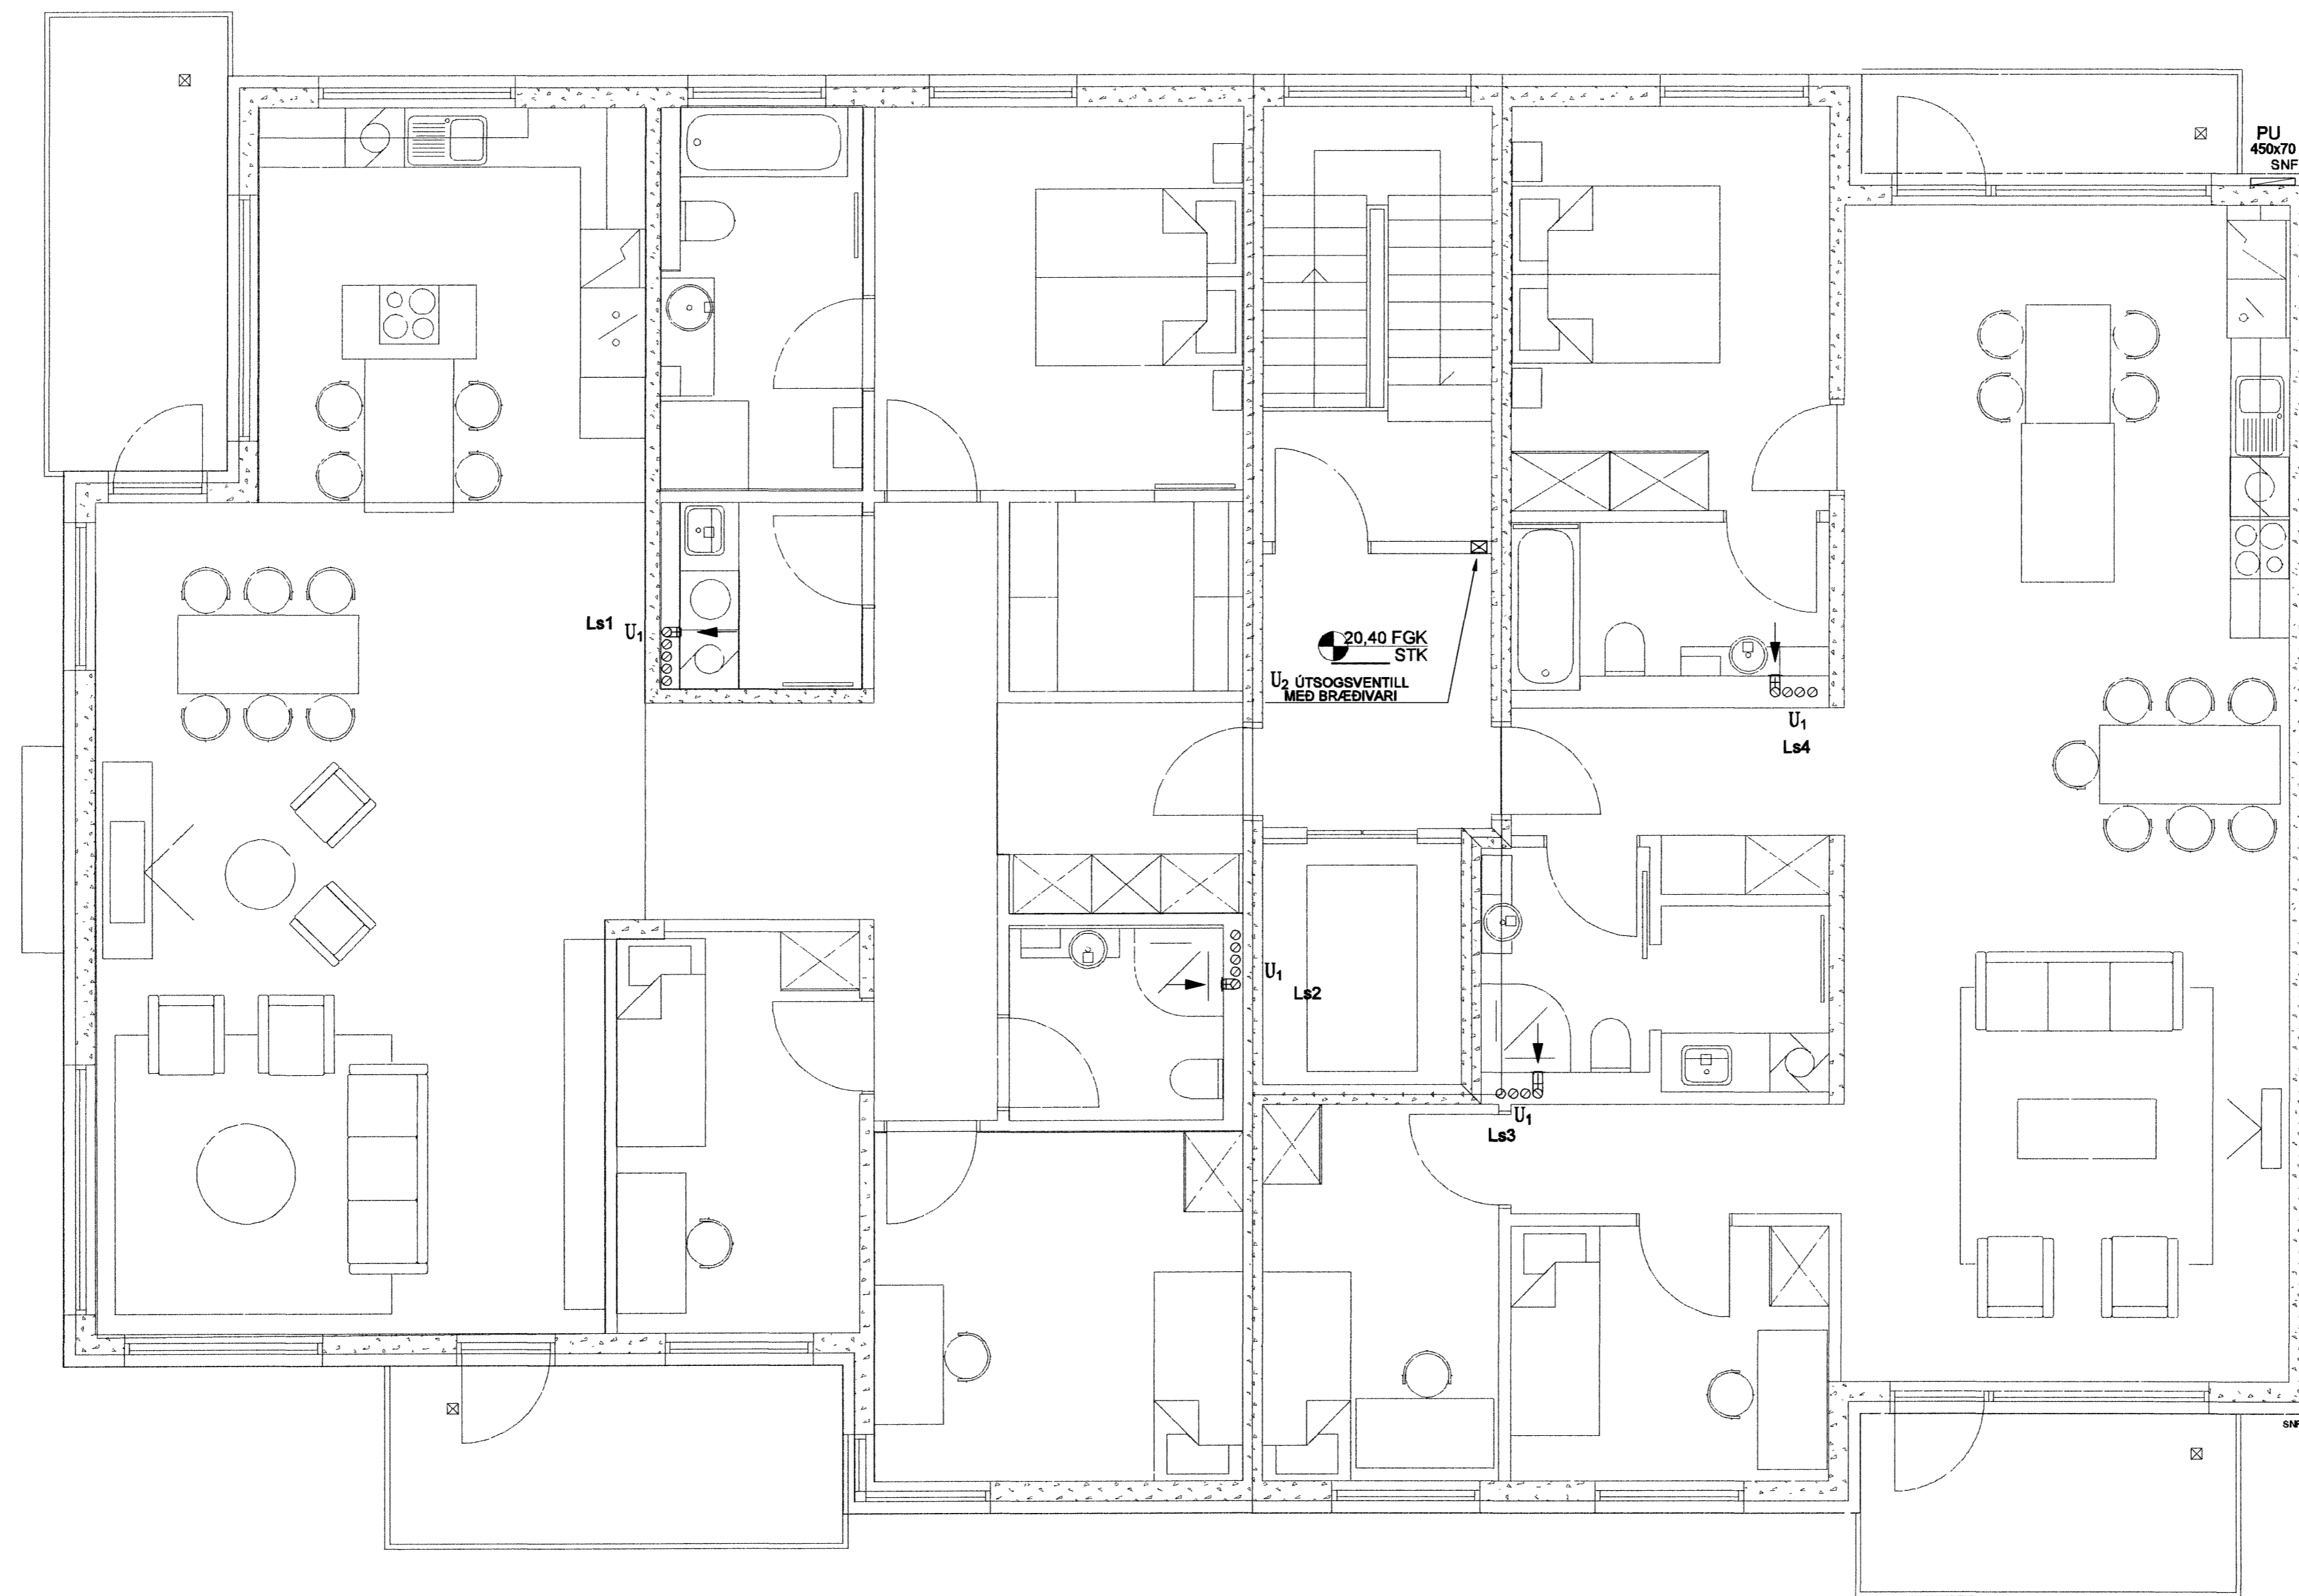 PU
450x70
SNF
Ls1 U1
20,40 FGK
STK
U2 ÚTSOGSVENTILL
MEÐ BRÆÐIVARI
U1
Ls4
U1
Ls2
U1
Ls3